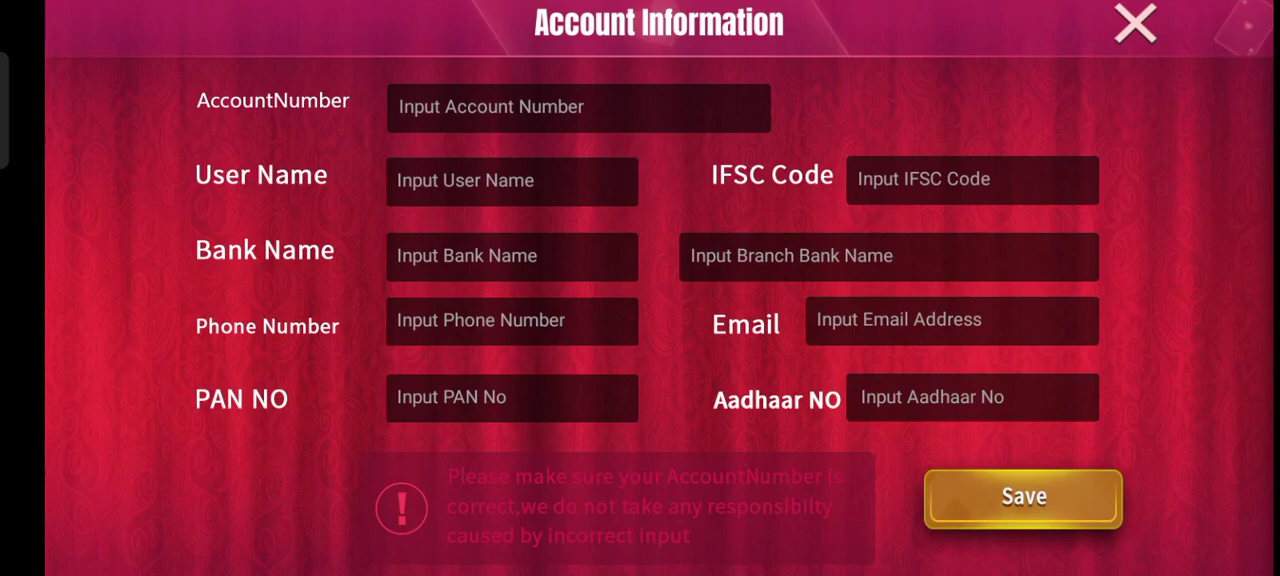 Account Information
AccountNumber Input Account Number
User Name Input User Name IFSC Code Input IFSC Code
Bank Name Input Bank Name Input Branch Bank Name
Phone Number Input Phone Number Email Input Email Address
PAN NO Input PAN No Aadhaar NO Input Aadhaar No
Please make sure your AccountNumber is
correct,we do not take any responsibilty
caused by incorrect input
Save